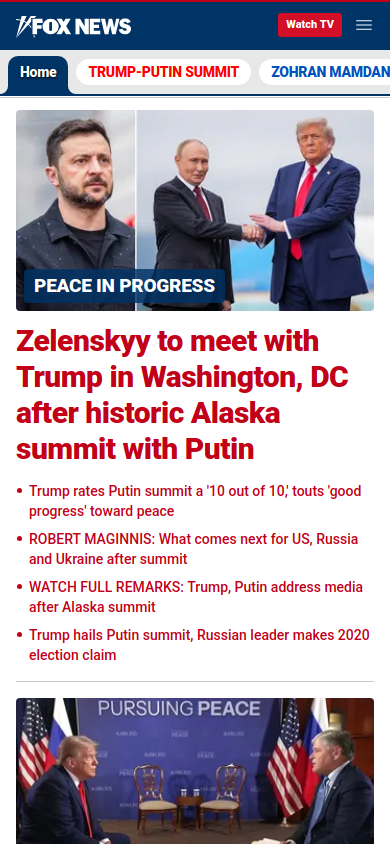 FOX NEWS
Watch TV
Home
TRUMP-PUTIN SUMMIT
ZOHRAN MAMDAN
PEACE IN PROGRESS
Zelenskyy to meet with
Trump in Washington, DC
after historic Alaska
summit with Putin
• Trump rates Putin summit a '10 out of 10,' touts 'good
progress' toward peace
• ROBERT MAGINNIS: What comes next for US, Russia
and Ukraine after summit
• WATCH FULL REMARKS: Trump, Putin address media
after Alaska summit
• Trump hails Putin summit, Russian leader makes 2020
election claim
PURSUING PEACE